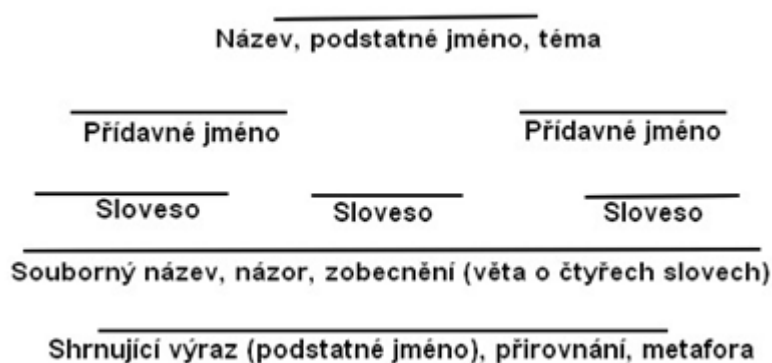 Název, podstatné jméno, téma
Přídavné jméno Přídavné jméno
Sloveso Sloveso Sloveso
Souborný název, názor, zobecnění (věta o čtyřech slovech)
Shrnující výraz (podstatné jméno), přirovnání, metafora